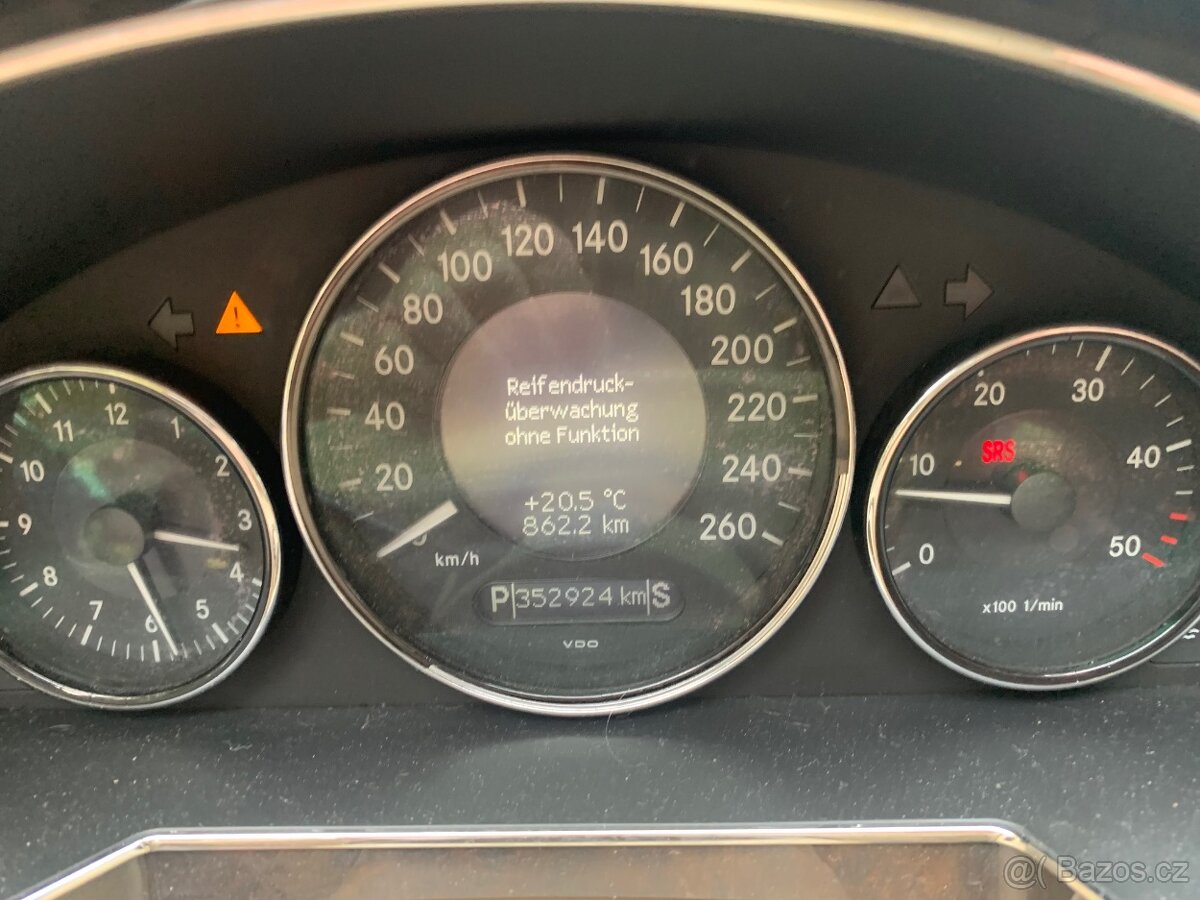 120 140
100 160
80 180
60 200
40 220
20 240
0 260
km/h
Reifendruck-
überwachung
ohne Funktion
+20.5 °C
862.2 km
P 352924 km S
VDO
12
11 1
10 2
9 3
8 4
7 6 5
20 30
10 40
0 50
SRS
x100 1/min
@( Bazos.cz